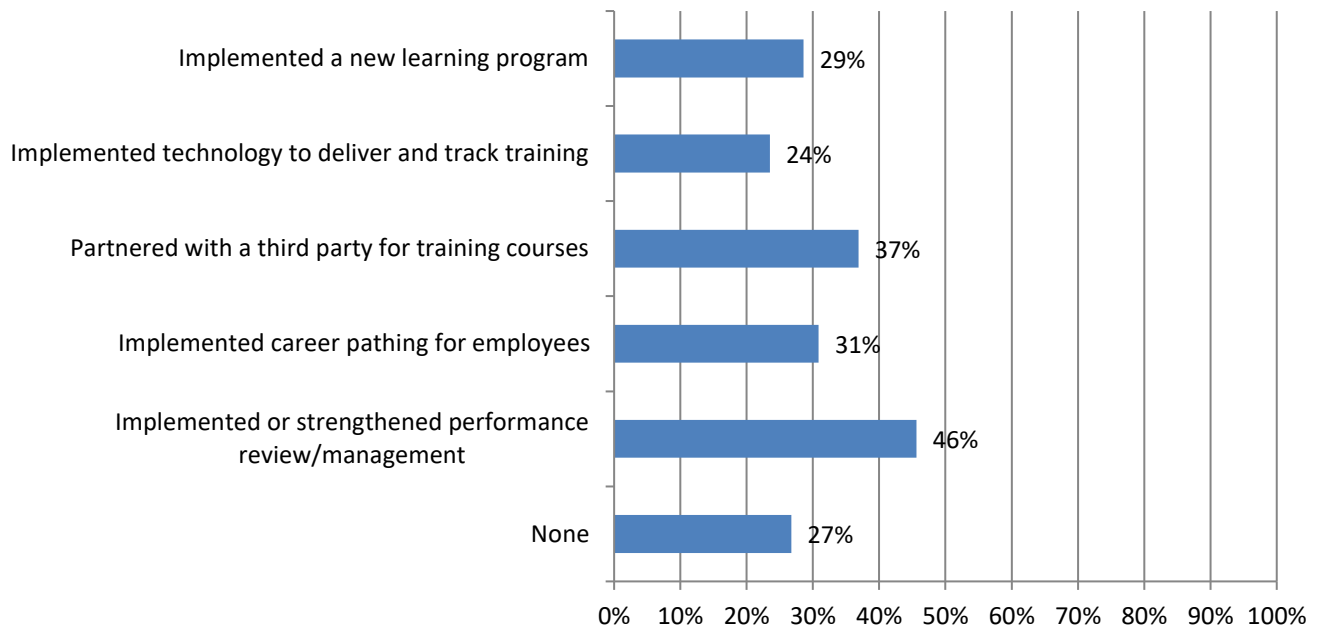 Implemented a new learning program
29%
Implemented technology to deliver and track training
24%
Partnered with a third party for training courses
37%
Implemented career pathing for employees
31%
Implemented or strengthened performance
review/management
46%
None
27%
0% 10% 20% 30% 40% 50% 60% 70% 80% 90% 100%